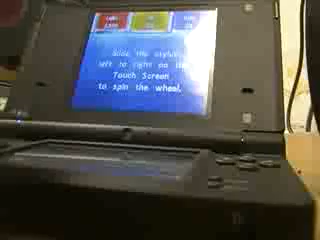 Slide the stylus
left to right on the
Touch Screen
to spin the wheel.